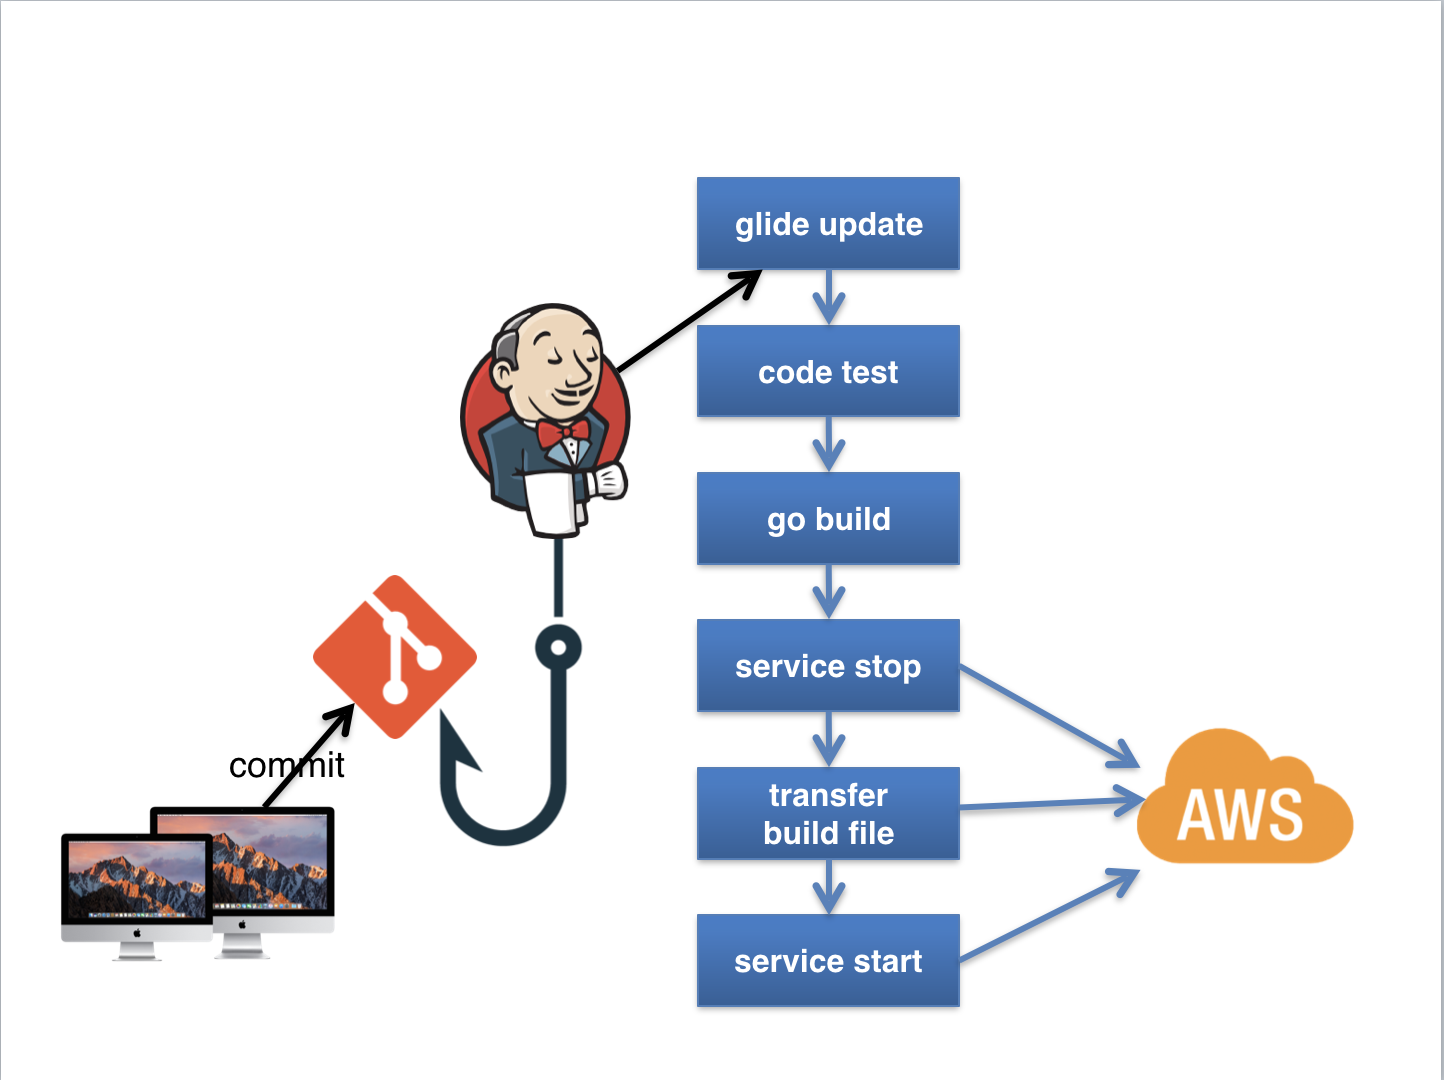 glide update
code test
go build
service stop
transfer
build file
service start
commit
AWS